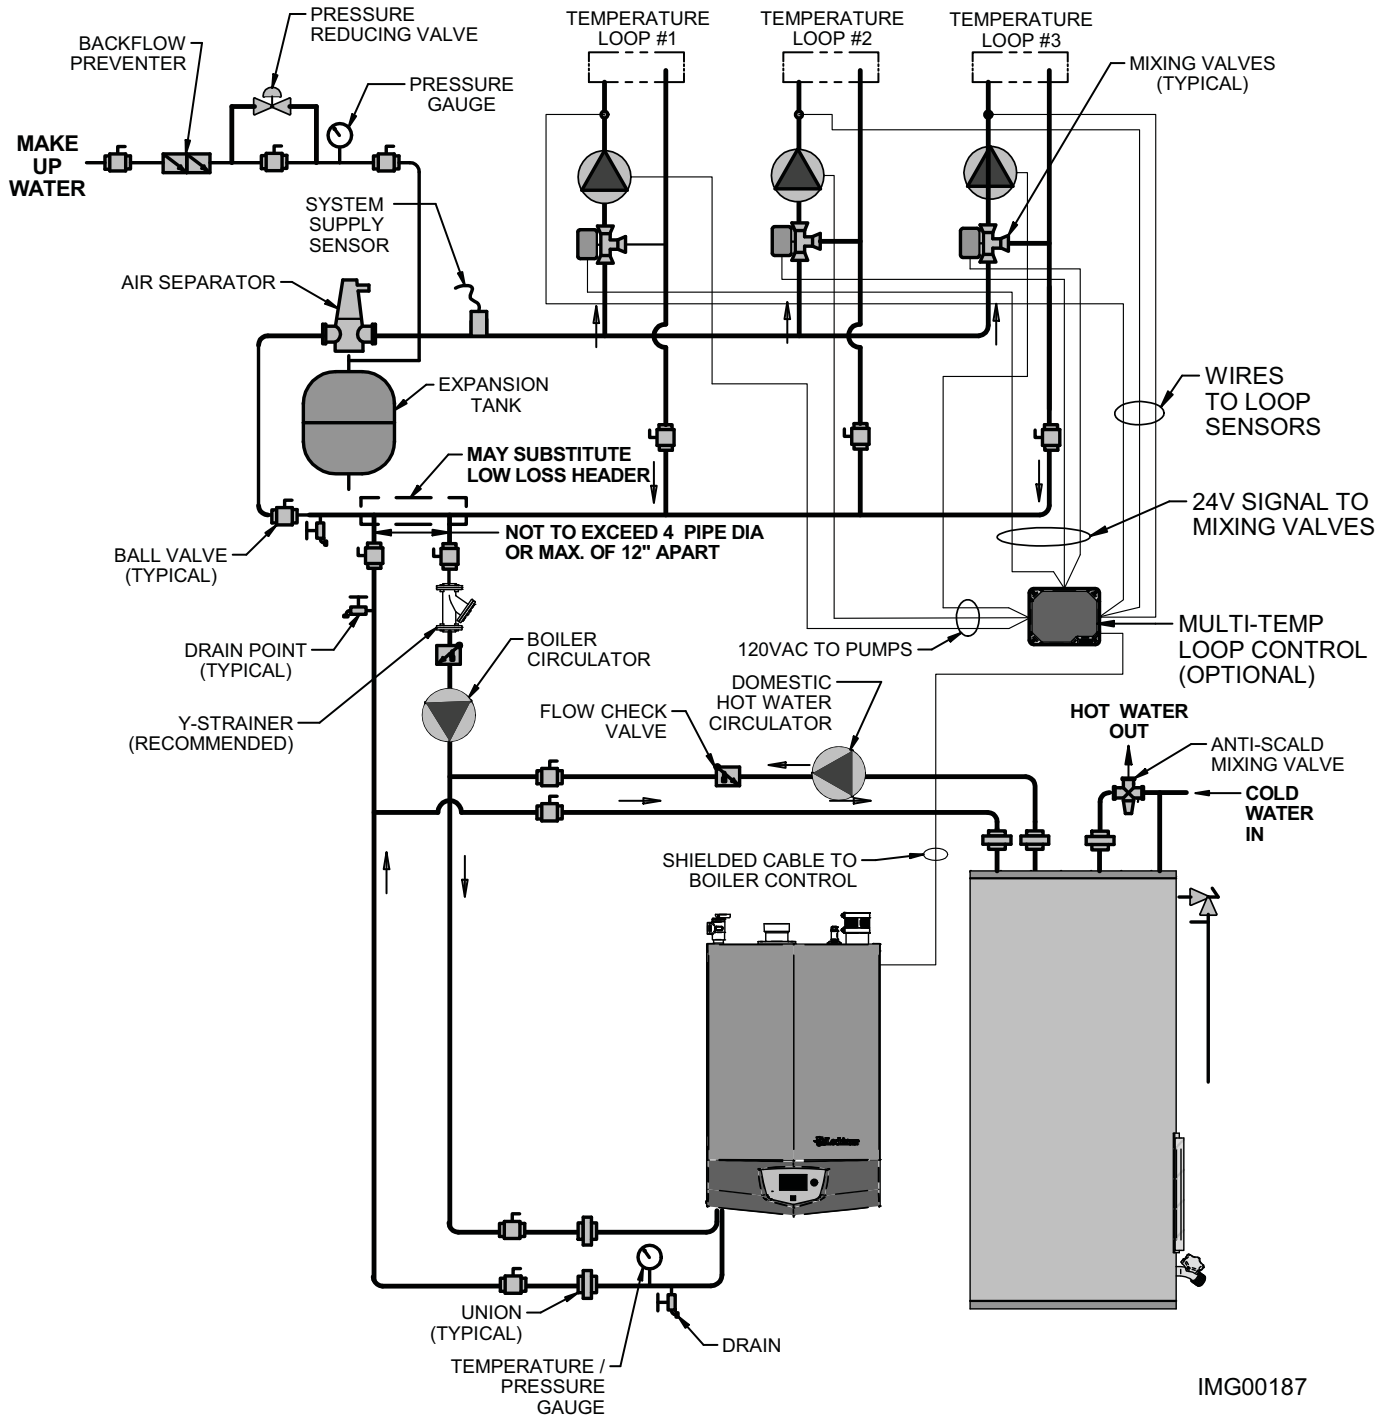 PRESSURE
REDUCING VALVE
BACKFLOW
PREVENTER
PRESSURE
GAUGE
MAKE
UP
WATER
TEMPERATURE
LOOP #1
TEMPERATURE
LOOP #2
TEMPERATURE
LOOP #3
MIXING VALVES
(TYPICAL)
SYSTEM
SUPPLY
SENSOR
AIR SEPARATOR
EXPANSION
TANK
WIRES
TO LOOP
SENSORS
MAY SUBSTITUTE
LOW LOSS HEADER
24V SIGNAL TO
MIXING VALVES
NOT TO EXCEED 4 PIPE DIA
OR MAX. OF 12" APART
BALL VALVE
(TYPICAL)
DRAIN POINT
(TYPICAL)
BOILER
CIRCULATOR
120VAC TO PUMPS
MULTI-TEMP
LOOP CONTROL
(OPTIONAL)
Y-STRAINER
(RECOMMENDED)
FLOW CHECK
VALVE
DOMESTIC
HOT WATER
CIRCULATOR
HOT WATER
OUT
ANTI-SCALD
MIXING VALVE
COLD
WATER
IN
SHIELDED CABLE TO
BOILER CONTROL
Lochinvar
UNION
(TYPICAL)
DRAIN
TEMPERATURE /
PRESSURE
GAUGE
IMG00187